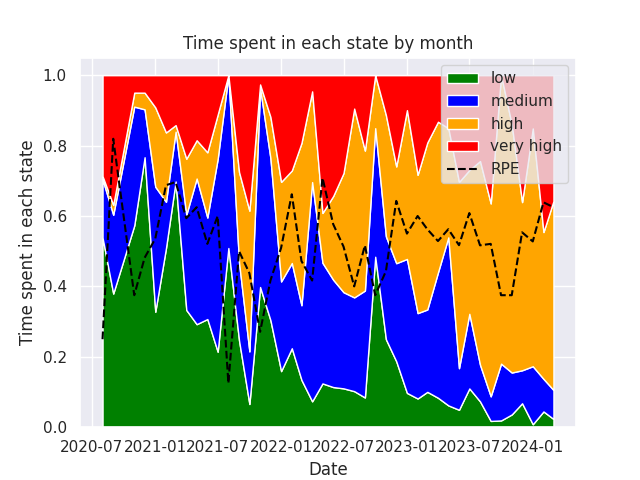 Time spent in each state by month
low
medium
high
very high
RPE
1.0
0.8
0.6
0.4
0.2
0.0
Time spent in each state
2020-07 2021-01 2021-07 2022-01 2022-07 2023-01 2023-07 2024-01
Date